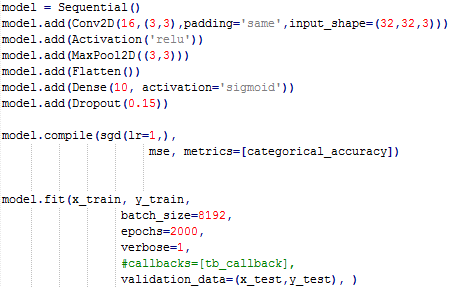 model = Sequential()
model.add(Conv2D(16,(3,3),padding='same',input_shape=(32,32,3)))
model.add(Activation('relu'))
model.add(MaxPool2D((3,3)))
model.add(Flatten())
model.add(Dense(10, activation='sigmoid'))
model.add(Dropout(0.15))
model.compile(sgd(lr=1,),
mse, metrics=[categorical_accuracy])
model.fit(x_train, y_train,
batch_size=8192,
epochs=2000,
verbose=1,
#callbacks=[tb_callback],
validation_data=(x_test,y_test), )